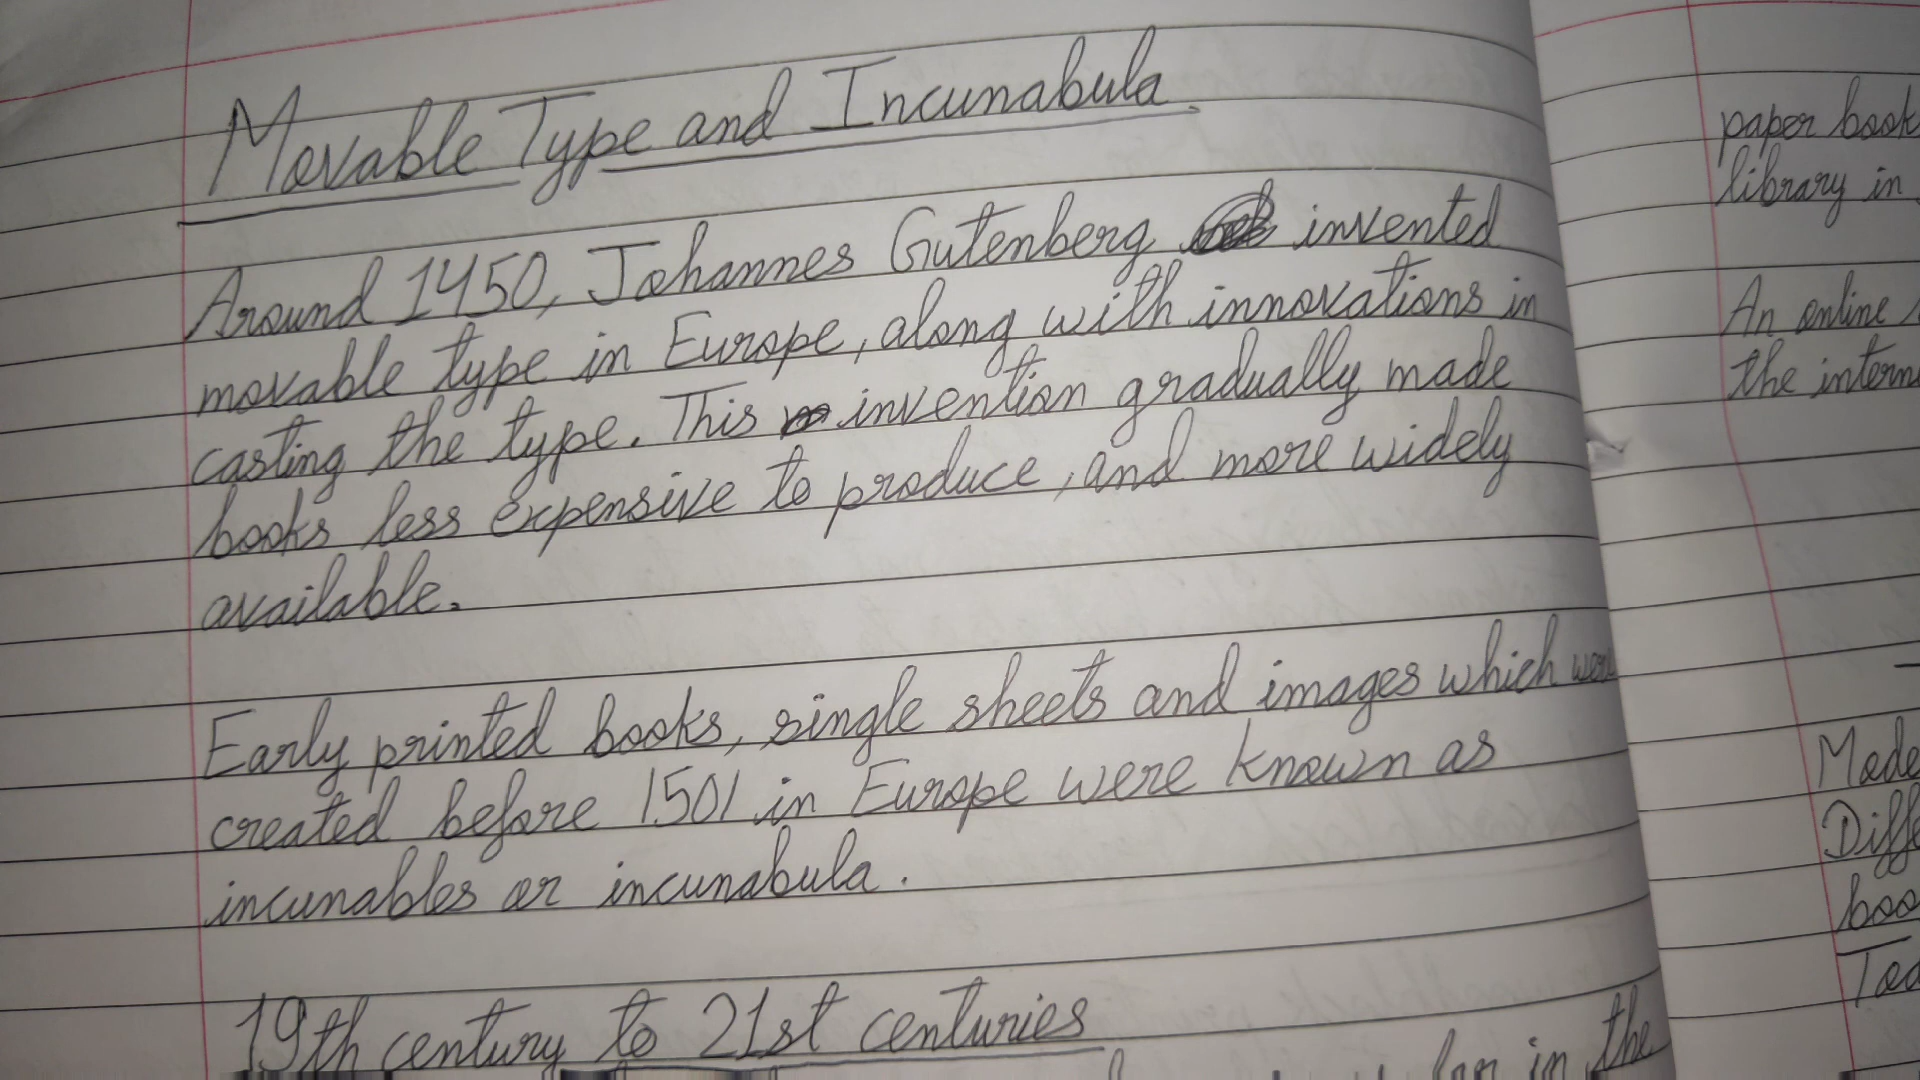 Movable Type and Incunabula.
Around 1450, Johannes Gutenberg invented
movable type in Europe, along with innovations in
casting the type. This invention gradually made
books less expensive to produce, and more widely
available.
Early printed books, single sheets and images which were
created before 1501 in Europe were known as
incunables or incunabula.
19th century to 21st centuries
in the
paper book
library in
An online
the intern
Made
Diff
boo